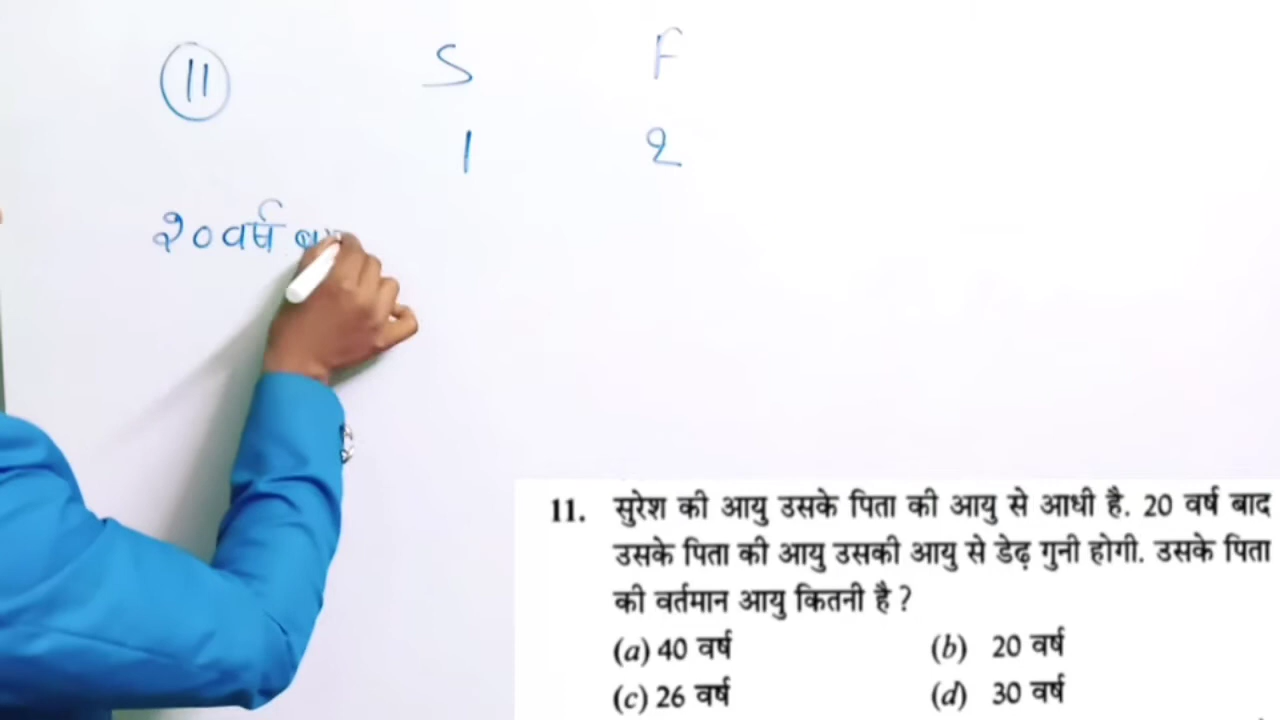 11 S F
1 2
२० वर्ष
11. सुरेश की आयु उसके पिता की आयु से आधी है. 20 वर्ष बाद
उसके पिता की आयु उसकी आयु से डेढ़ गुनी होगी. उसके पिता
की वर्तमान आयु कितनी है ?
(a) 40 वर्ष (b) 20 वर्ष
(c) 26 वर्ष (d) 30 वर्ष